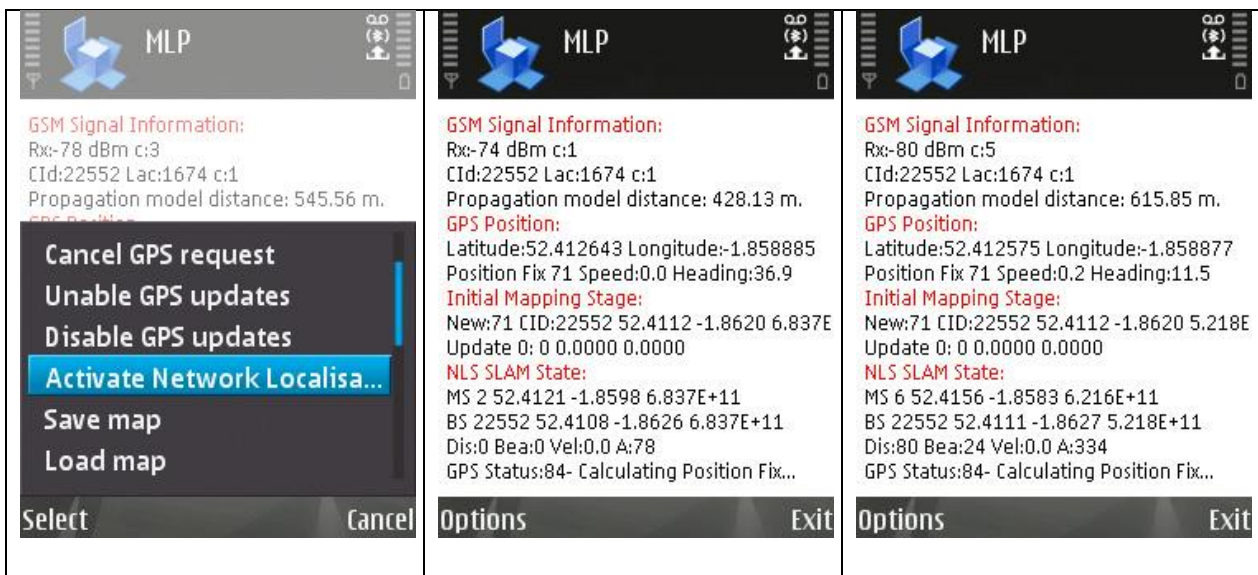 MLP
GSM Signal Information:
Rx:-78 dBm c:3
CId:22552 Lac:1674 c:1
Propagation model distance: 545.56 m.
GPS Position:
Cancel GPS request
Unable GPS updates
Disable GPS updates
Activate Network Localisa...
Save map
Load map
Select Cancel
MLP
GSM Signal Information:
Rx:-74 dBm c:1
CId:22552 Lac:1674 c:1
Propagation model distance: 428.13 m.
GPS Position:
Latitude:52.412643 Longitude:-1.858885
Position Fix 71 Speed:0.0 Heading:36.9
Initial Mapping Stage:
New:71 CID:22552 52.4112 -1.8620 6.837E
Update 0: 0 0.0000 0.0000
NLS SLAM State:
MS 2 52.4121 -1.8598 6.837E+11
BS 22552 52.4108 -1.8626 6.837E+11
Dis:0 Bea:0 Vel:0.0 A:78
GPS Status:84- Calculating Position Fix...
Options Exit
MLP
GSM Signal Information:
Rx:-80 dBm c:5
CId:22552 Lac:1674 c:1
Propagation model distance: 615.85 m.
GPS Position:
Latitude:52.412575 Longitude:-1.858877
Position Fix 71 Speed:0.2 Heading:11.5
Initial Mapping Stage:
New:71 CID:22552 52.4112 -1.8620 5.218E
Update 0: 0 0.0000 0.0000
NLS SLAM State:
MS 6 52.4156 -1.8583 6.216E+11
BS 22552 52.4111 -1.8627 5.218E+11
Dis:80 Bea:24 Vel:0.0 A:334
GPS Status:84- Calculating Position Fix...
Options Exit